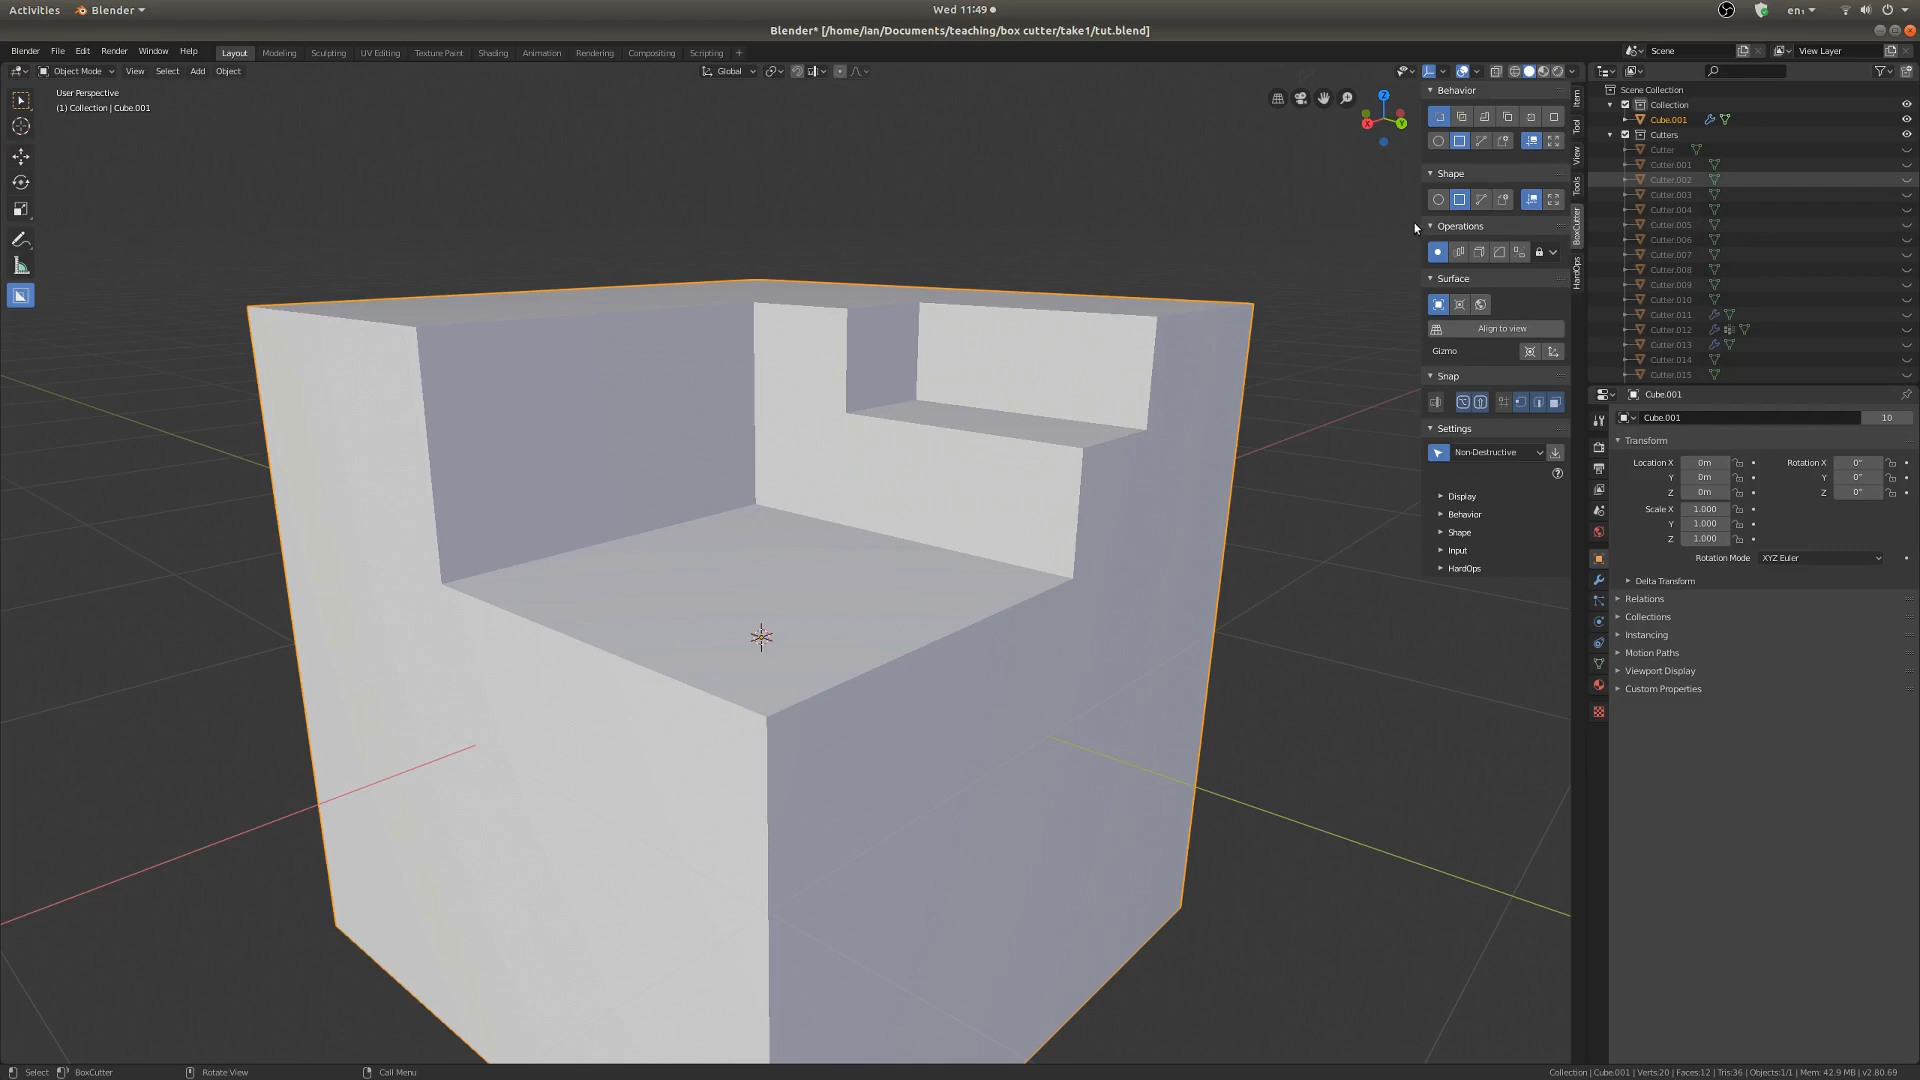 Activities Blender Wed 11:49 en₁
Blender* [/home/ian/Documents/teaching/box cutter/take1/tut.blend]
Blender File Edit Render Window Help Layout Modeling Sculpting UV Editing Texture Paint Shading Animation Rendering Compositing Scripting + Scene View Layer
Object Mode View Select Add Object Global
User Perspective
(1) Collection | Cube.001
Z
X
Y
Item
Tool
View
Tools
BoxCutter
HardOps
Behavior
Shape
Operations
Surface
Align to view
Gizmo
Snap
Settings
Non-Destructive
Display
Behavior
Shape
Input
HardOps
Scene Collection
Collection
Cube.001
Cutters
Cutter
Cutter.001
Cutter.002
Cutter.003
Cutter.004
Cutter.005
Cutter.006
Cutter.007
Cutter.008
Cutter.009
Cutter.010
Cutter.011
Cutter.012
Cutter.013
Cutter.014
Cutter.015
Cube.001
Cube.001 10
Transform
Location X 0m Rotation X 0°
Y 0m Y 0°
Z 0m Z 0°
Scale X 1.000
Y 1.000
Z 1.000
Rotation Mode XYZ Euler
Delta Transform
Relations
Collections
Instancing
Motion Paths
Viewport Display
Custom Properties
Select BoxCutter Rotate View Call Menu Collection | Cube.001 | Verts:20 | Faces:12 | Tris:36 | Objects:1/1 | Mem: 42.9 MB | v2.80.69